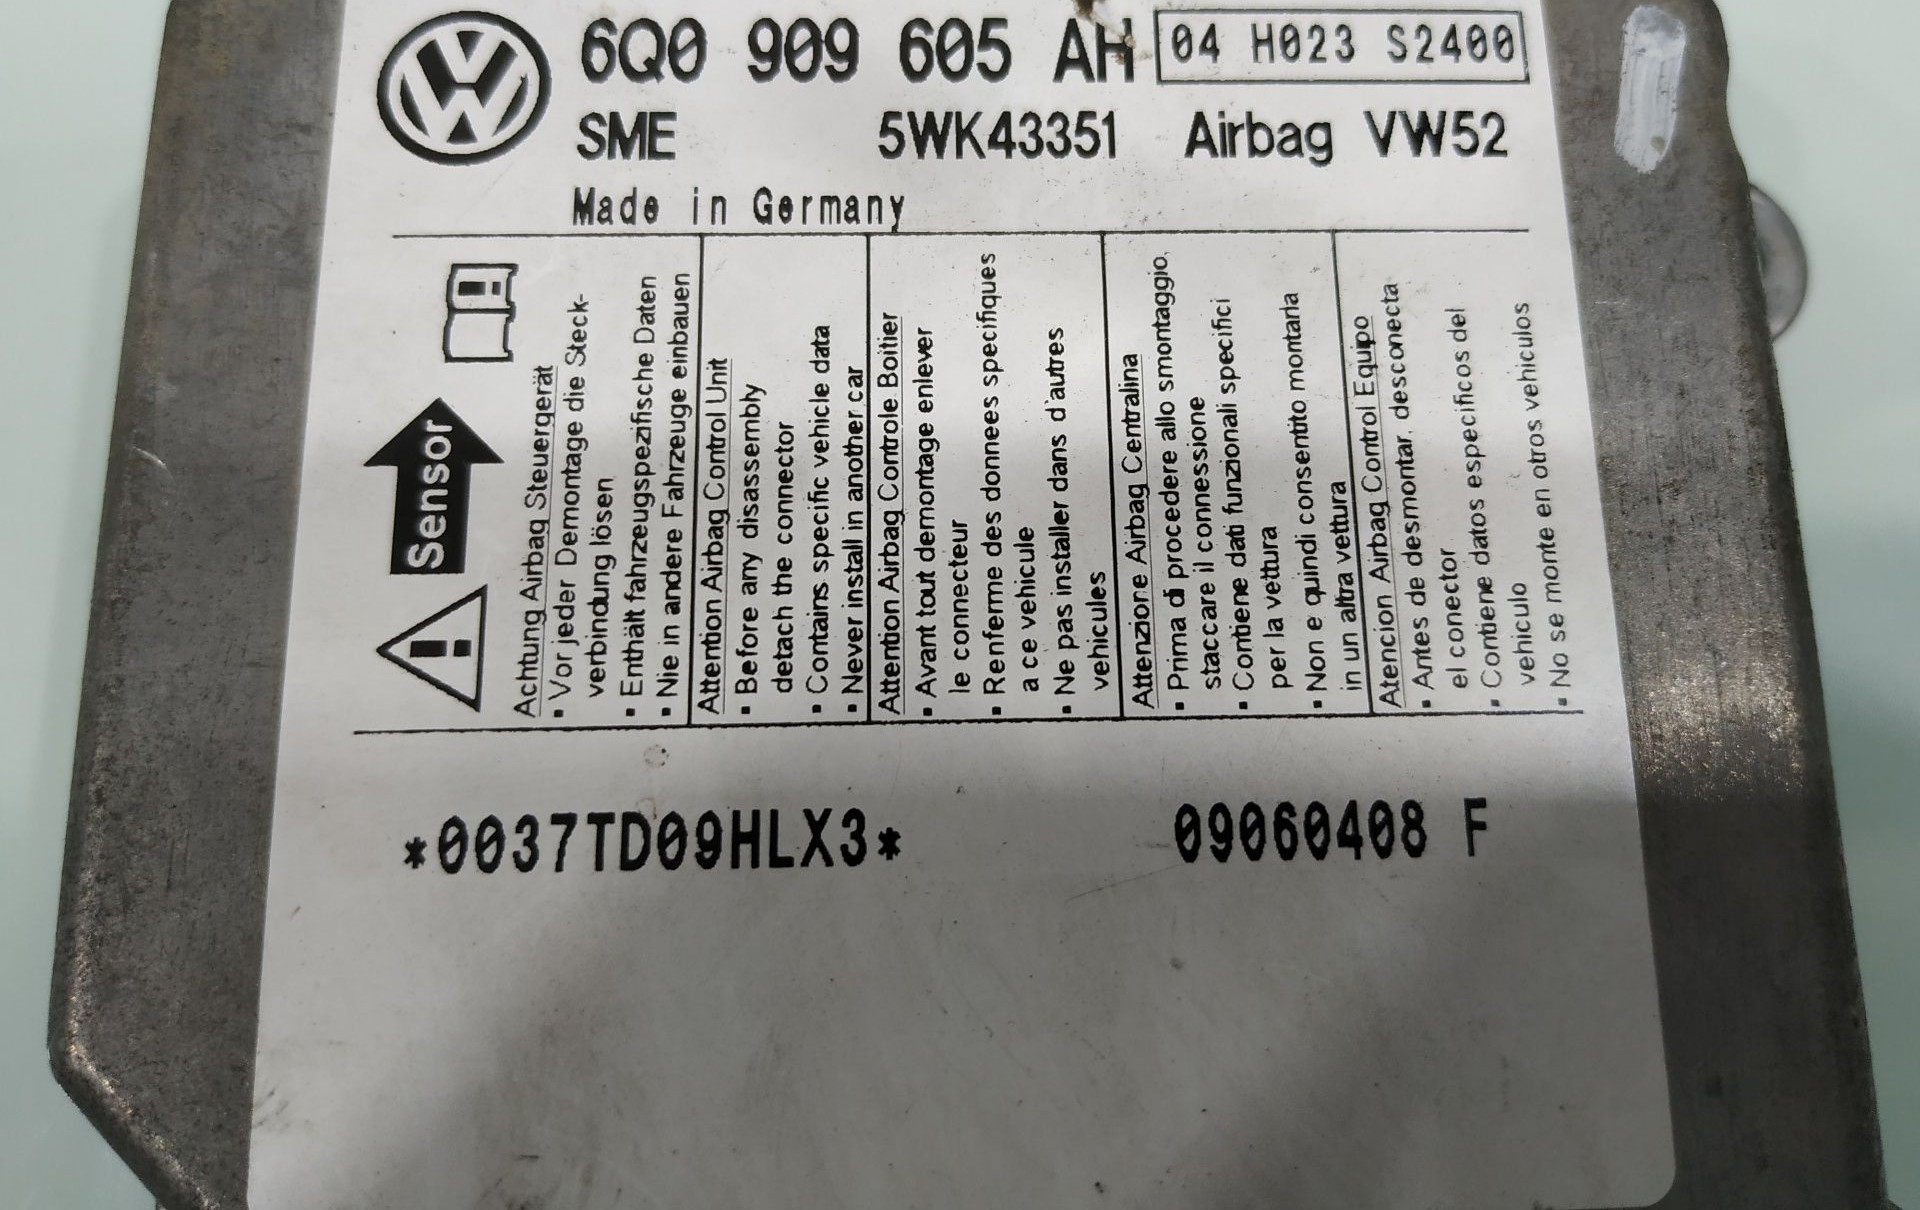 6Q0 909 605 AH 04 H023 S2400
SME 5WK43351 Airbag VW52
Made in Germany
Sensor
Achtung Airbag Steuergerät
▪ Vor jeder Demontage die Steck-
verbindung lösen
▪ Enthält fahrzeugspezifische Daten
▪ Nie in andere Fahrzeuge einbauen
Attention Airbag Control Unit
▪ Before any disassembly
detach the connector
▪ Contains specific vehicle data
▪ Never install in another car
Attention Airbag Controle Boitier
▪ Avant tout demontage enlever
le connecteur
▪ Renferme des donnees specifiques
a ce vehicule
▪ Ne pas installer dans d'autres
vehicules
Attenzione Airbag Centralina
▪ Prima di procedere allo smontaggio,
staccare il connessione
▪ Contiene dati funzionali specifici
per la vettura
▪ Non e quindi consentito montarla
in un altra vettura
Atencion Airbag Control Equipo
▪ Antes de desmontar, desconecta
el conector
▪ Contiene datos especificos del
vehiculo
▪ No se monte en otros vehiculos
*0037TD09HLX3* 09060408 F